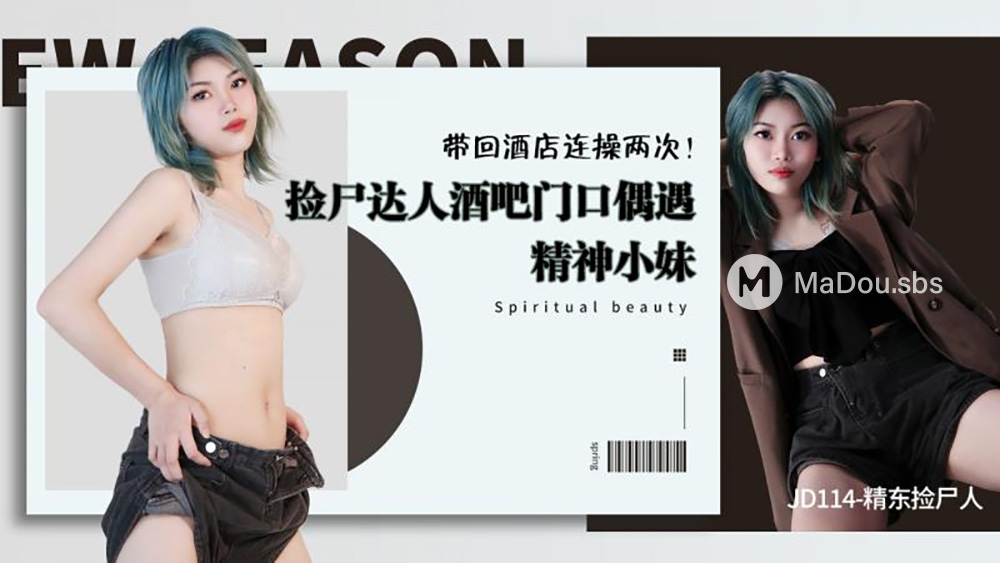 EW SEASON
带回酒店连操两次！
捡尸达人酒吧门口偶遇
精神小妹
Spiritual beauty
spring
M MaDou.sbs
JD114-精东捡尸人